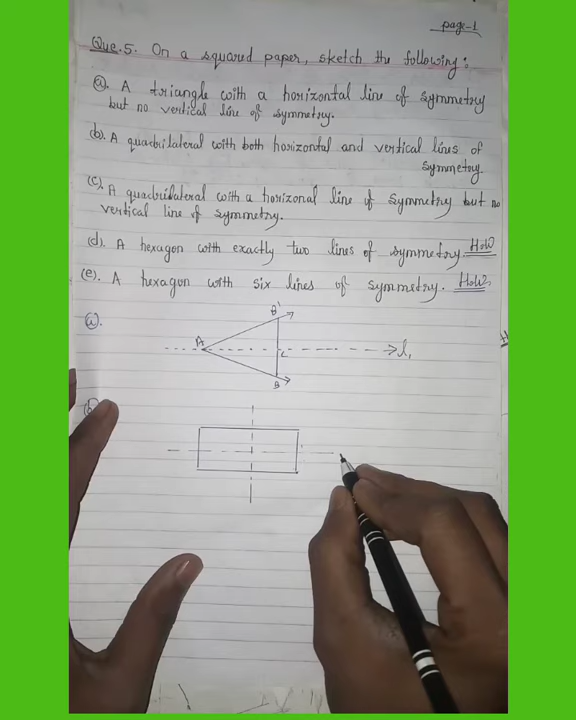 page-1
Que.5. On a squared paper, sketch the following:
(a). A triangle with a horizontal line of symmetry
but no vertical line of symmetry.
(b). A quadrilateral with both horizontal and vertical lines of
symmetry.
(c). A quadrilateral with a horizonal line of symmetry but no
vertical line of symmetry.
(d). A hexagon with exactly two lines of symmetry. H.W
(e). A hexagon with six lines of symmetry. H.W.
(a).
B'
A
C
l₁
B
(b